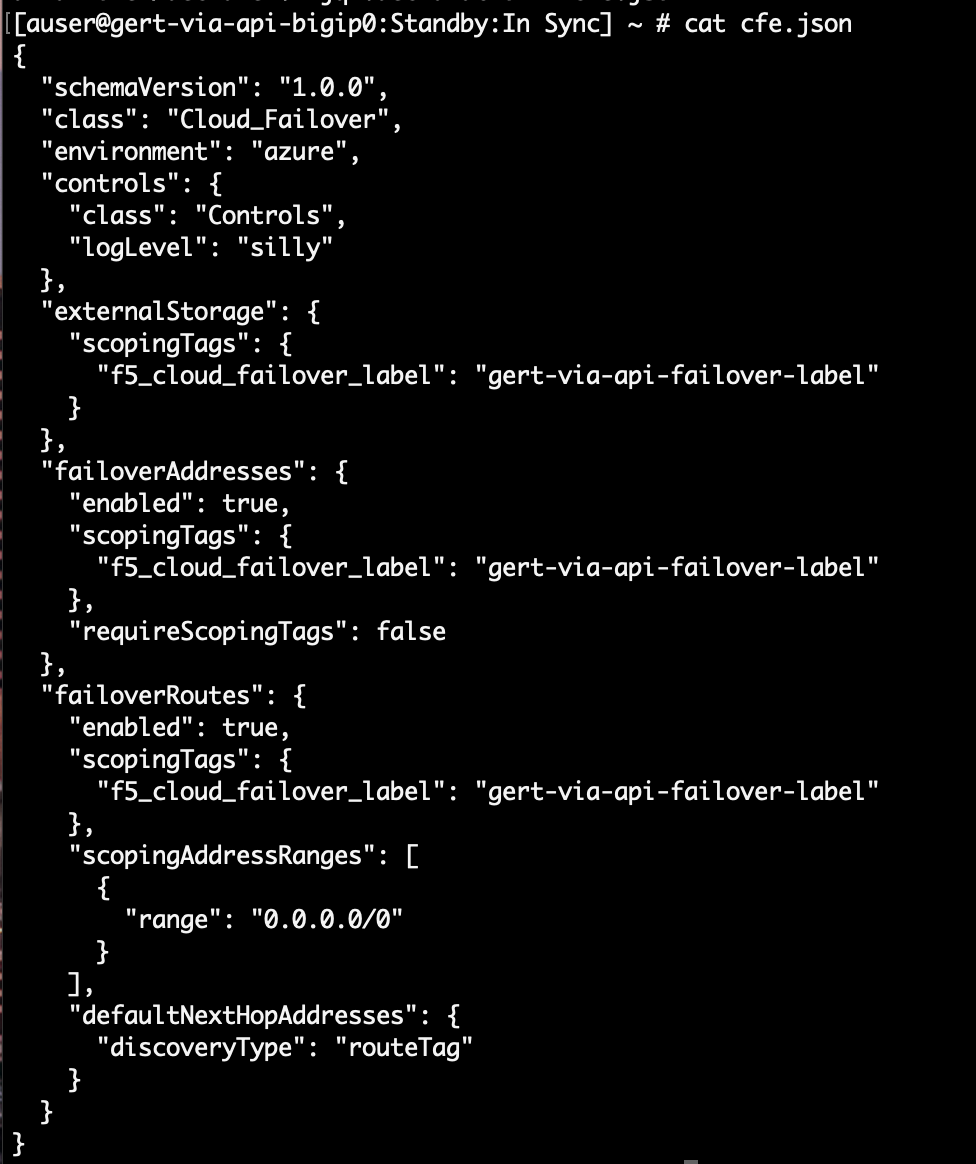 [auser@gert-via-api-bigip0:Standby:In Sync] ~ # cat cfe.json
{
  "schemaVersion": "1.0.0",
  "class": "Cloud_Failover",
  "environment": "azure",
  "controls": {
    "class": "Controls",
    "logLevel": "silly"
  },
  "externalStorage": {
    "scopingTags": {
      "f5_cloud_failover_label": "gert-via-api-failover-label"
    }
  },
  "failoverAddresses": {
    "enabled": true,
    "scopingTags": {
      "f5_cloud_failover_label": "gert-via-api-failover-label"
    },
    "requireScopingTags": false
  },
  "failoverRoutes": {
    "enabled": true,
    "scopingTags": {
      "f5_cloud_failover_label": "gert-via-api-failover-label"
    },
    "scopingAddressRanges": [
      {
        "range": "0.0.0.0/0"
      }
    ],
    "defaultNextHopAddresses": {
      "discoveryType": "routeTag"
    }
  }
}